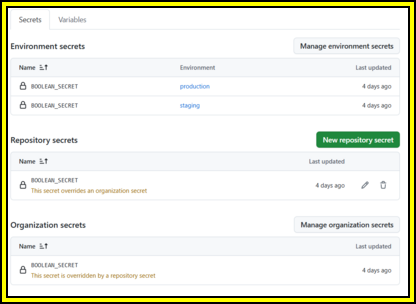 Secrets Variables
Environment secrets Manage environment secrets
Name Environment Last updated
BOOLEAN_SECRET production 4 days ago
BOOLEAN_SECRET staging 4 days ago
Repository secrets New repository secret
Name Last updated
BOOLEAN_SECRET
This secret overrides an organization secret
4 days ago
Organization secrets Manage organization secrets
Name Last updated
BOOLEAN_SECRET
This secret is overridden by a repository secret
4 days ago